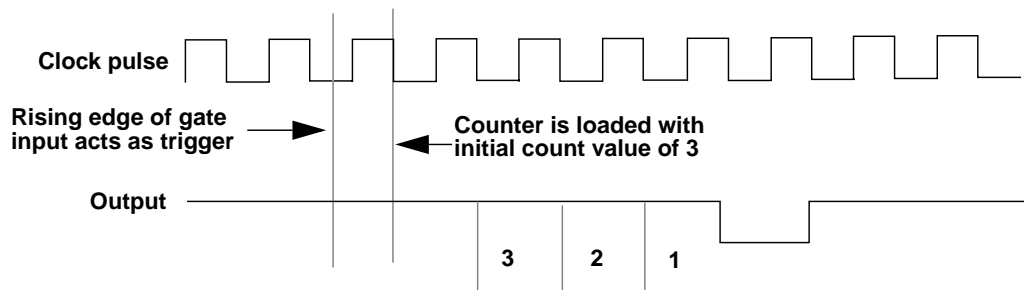 Clock pulse
Rising edge of gate
input acts as trigger
Counter is loaded with
initial count value of 3
Output
3 2 1